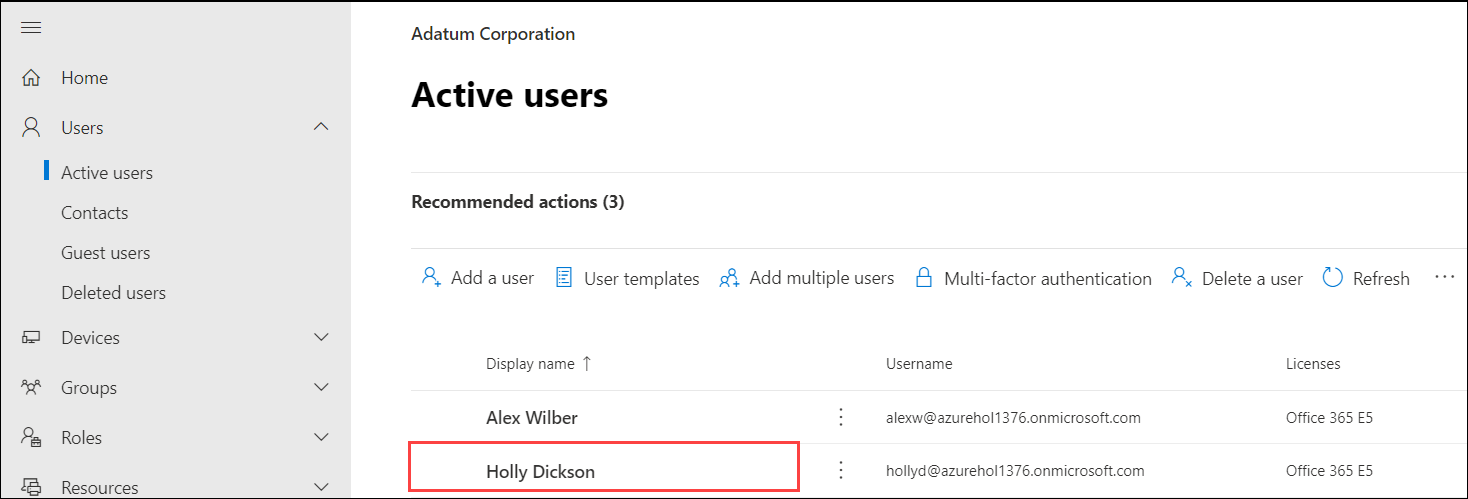 Home
Users
Active users
Contacts
Guest users
Deleted users
Devices
Groups
Roles
Resources
Adatum Corporation
Active users
Recommended actions (3)
Add a user User templates Add multiple users Multi-factor authentication Delete a user Refresh ...
Display name ↑ Username Licenses
Alex Wilber alexw@azurehol1376.onmicrosoft.com Office 365 E5
Holly Dickson hollyd@azurehol1376.onmicrosoft.com Office 365 E5